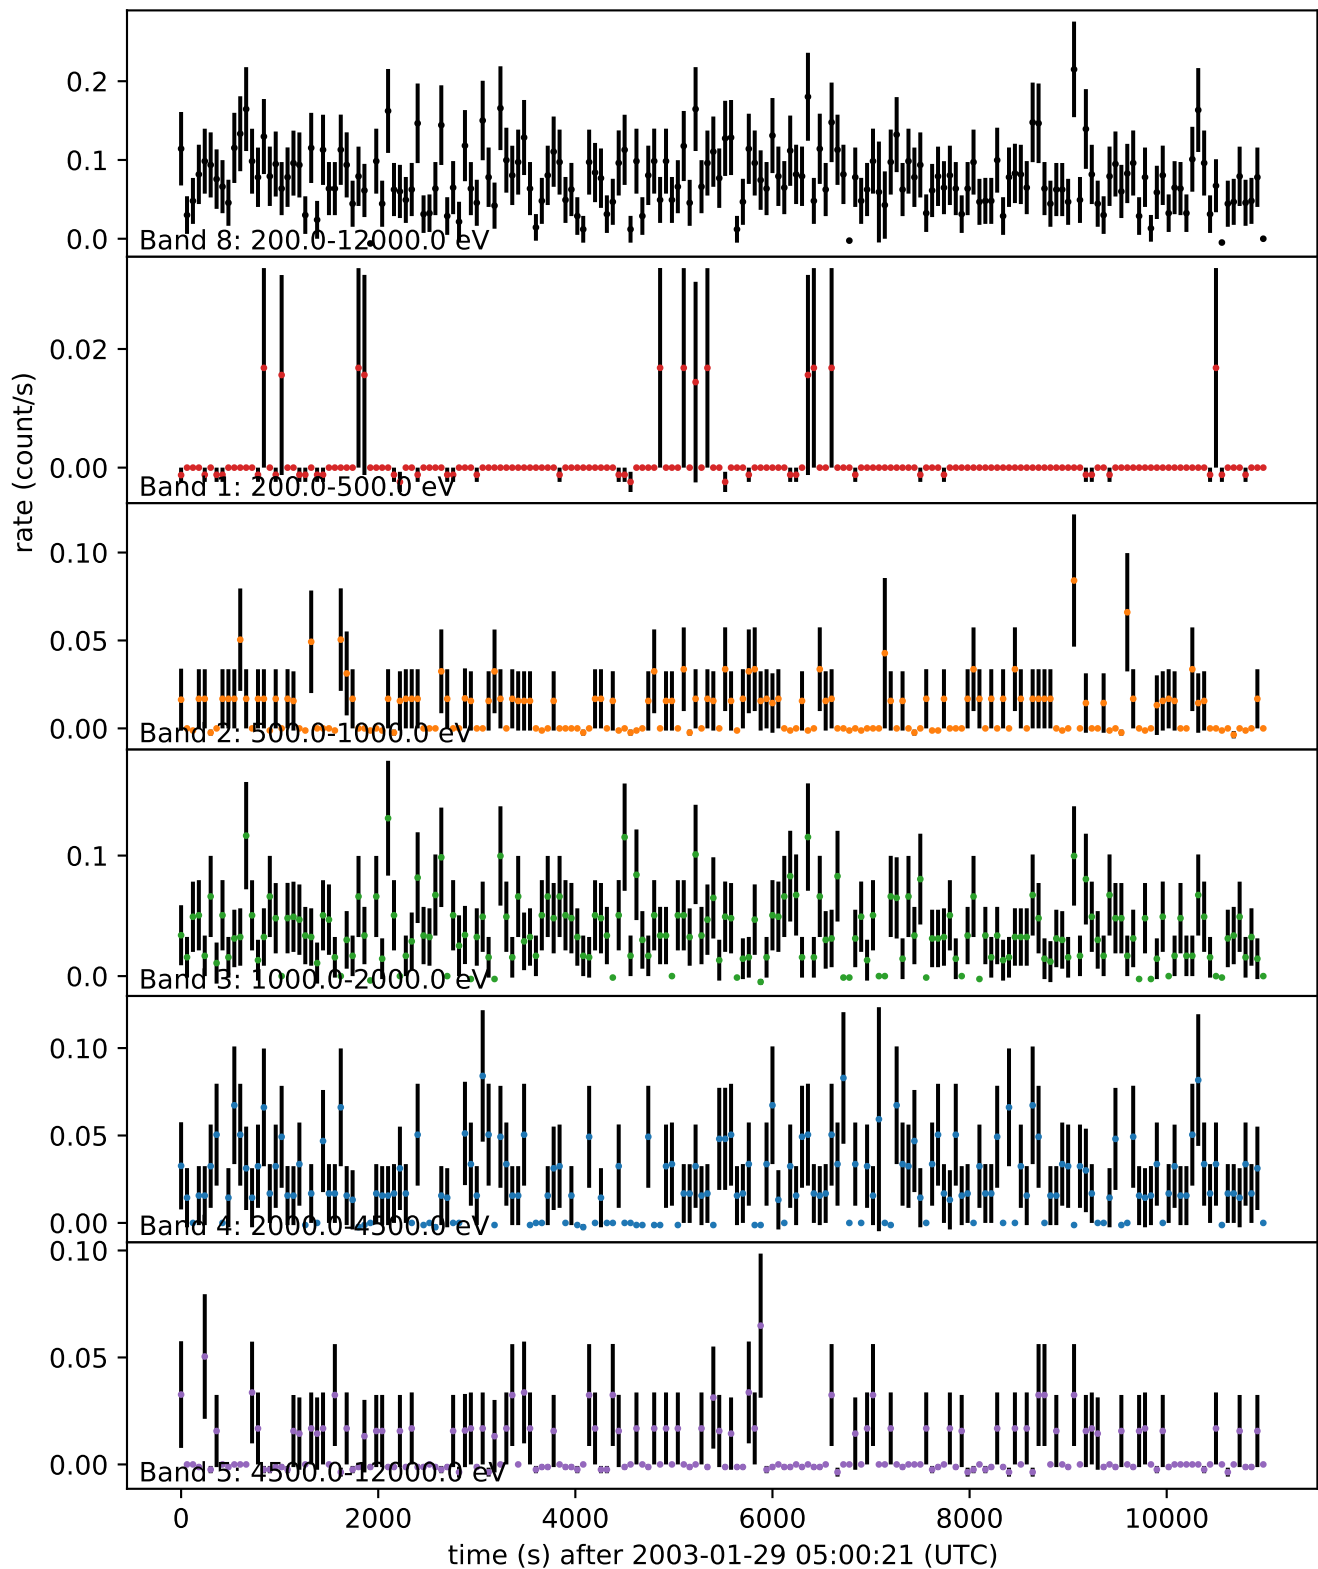 0.2
0.1
0.0
Band 8: 200.0-12000.0 eV
0.02
0.00
Band 1: 200.0-500.0 eV
rate (count/s)
0.10
0.05
0.00
Band 2: 500.0-1000.0 eV
0.1
0.0
Band 3: 1000.0-2000.0 eV
0.10
0.05
0.00
Band 4: 2000.0-4500.0 eV
0.10
0.05
0.00
Band 5: 4500.0-12000.0 eV
0 2000 4000 6000 8000 10000
time (s) after 2003-01-29 05:00:21 (UTC)